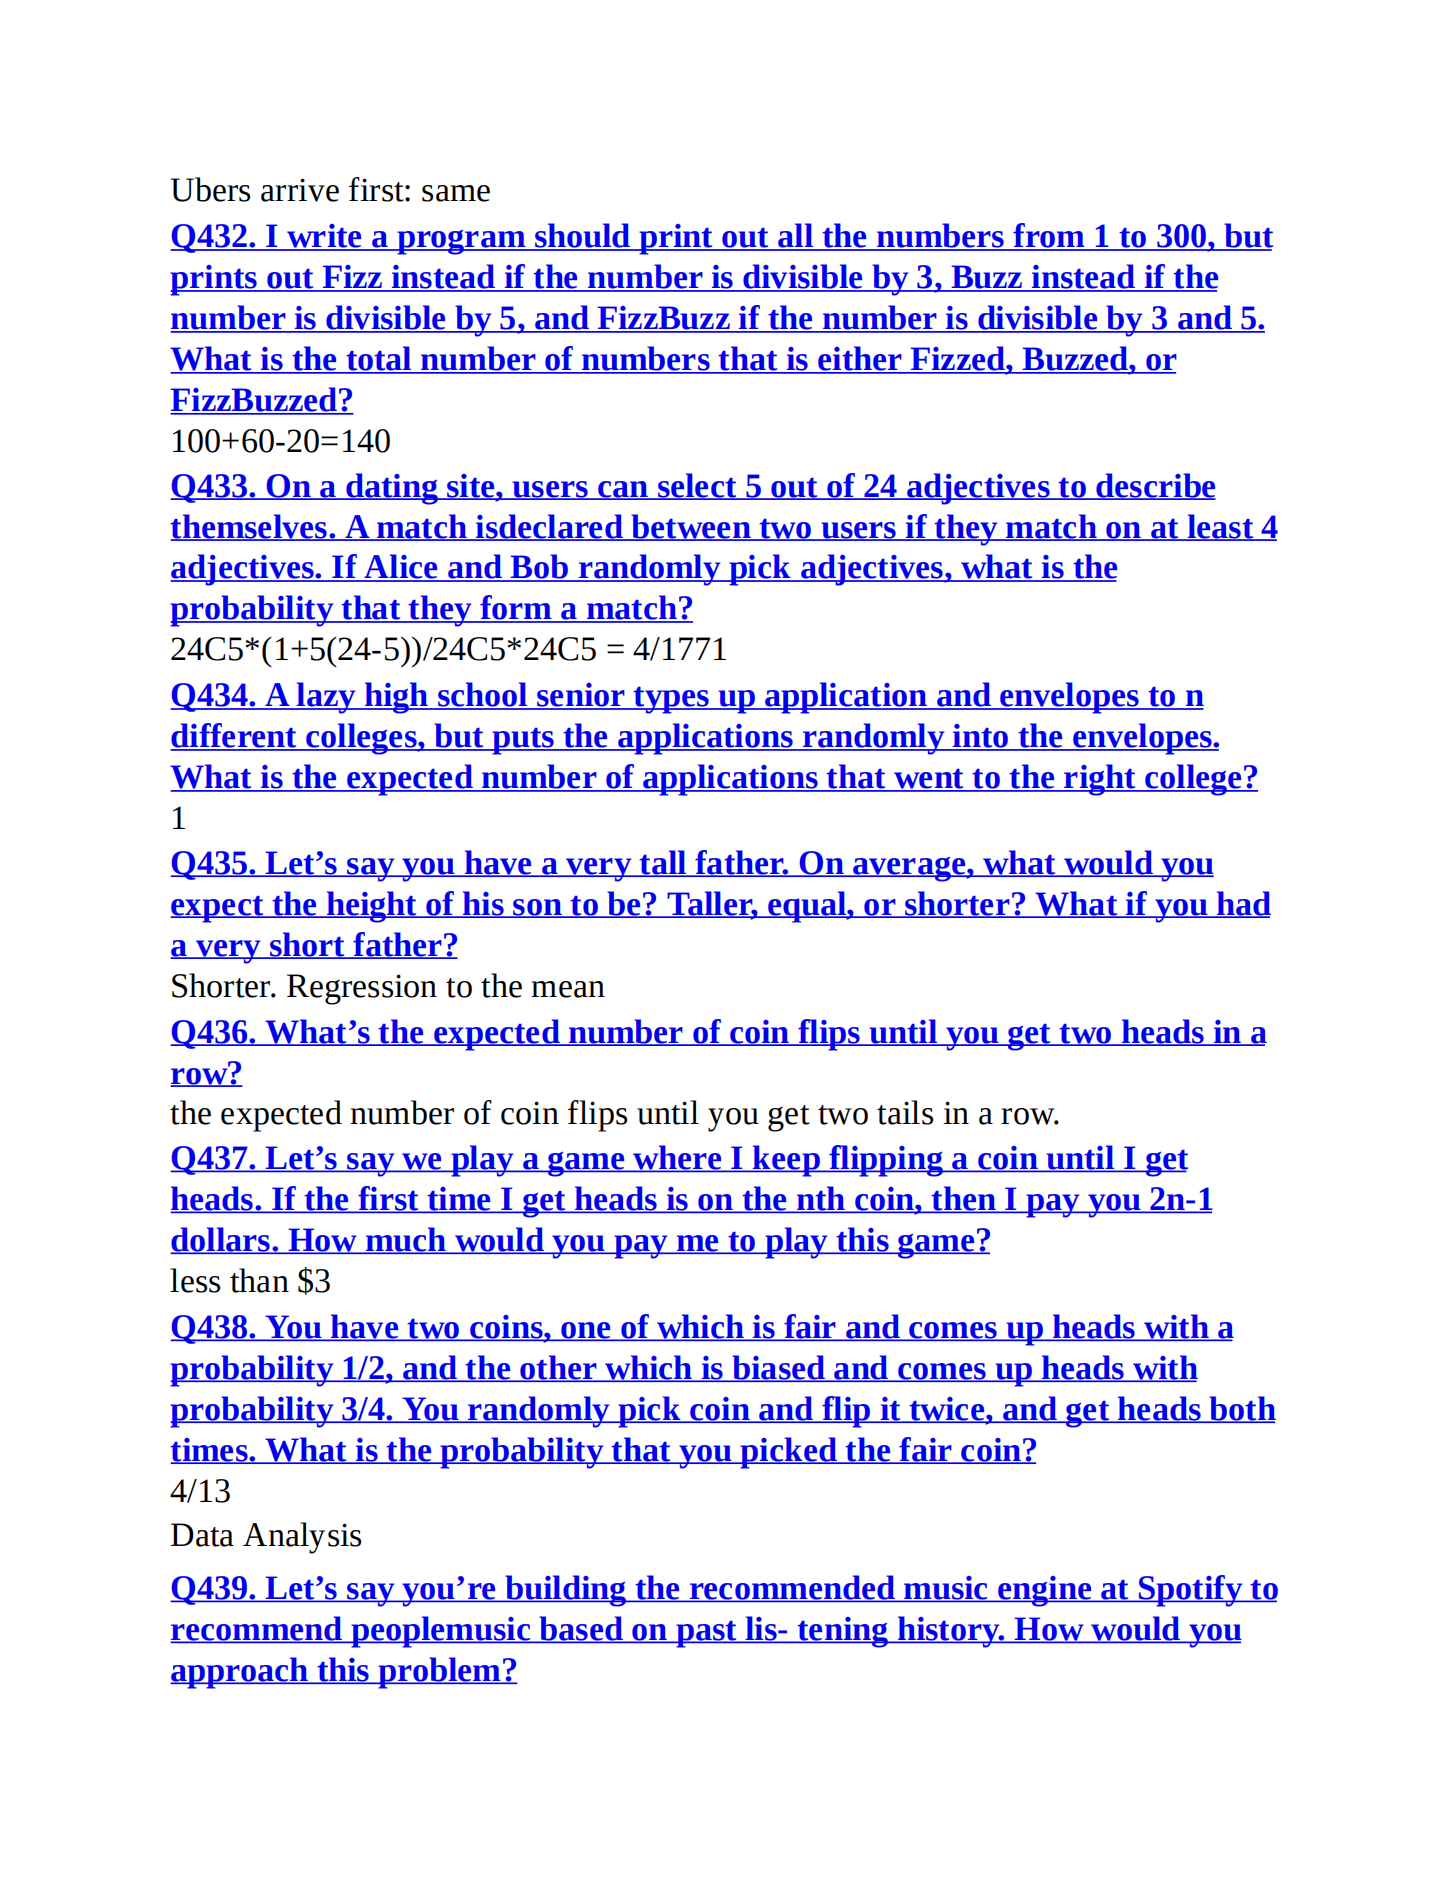 Ubers arrive first: same
Q432. I write a program should print out all the numbers from 1 to 300, but
prints out Fizz instead if the number is divisible by 3, Buzz instead if the
number is divisible by 5, and FizzBuzz if the number is divisible by 3 and 5.
What is the total number of numbers that is either Fizzed, Buzzed, or
FizzBuzzed?
100+60-20=140
Q433. On a dating site, users can select 5 out of 24 adjectives to describe
themselves. A match isdeclared between two users if they match on at least 4
adjectives. If Alice and Bob randomly pick adjectives, what is the
probability that they form a match?
24C5*(1+5(24-5))/24C5*24C5 = 4/1771
Q434. A lazy high school senior types up application and envelopes to n
different colleges, but puts the applications randomly into the envelopes.
What is the expected number of applications that went to the right college?
1
Q435. Let’s say you have a very tall father. On average, what would you
expect the height of his son to be? Taller, equal, or shorter? What if you had
a very short father?
Shorter. Regression to the mean
Q436. What’s the expected number of coin flips until you get two heads in a
row?
the expected number of coin flips until you get two tails in a row.
Q437. Let’s say we play a game where I keep flipping a coin until I get
heads. If the first time I get heads is on the nth coin, then I pay you 2n-1
dollars. How much would you pay me to play this game?
less than $3
Q438. You have two coins, one of which is fair and comes up heads with a
probability 1/2, and the other which is biased and comes up heads with
probability 3/4. You randomly pick coin and flip it twice, and get heads both
times. What is the probability that you picked the fair coin?
4/13
Data Analysis
Q439. Let’s say you’re building the recommended music engine at Spotify to
recommend peoplemusic based on past lis- tening history. How would you
approach this problem?